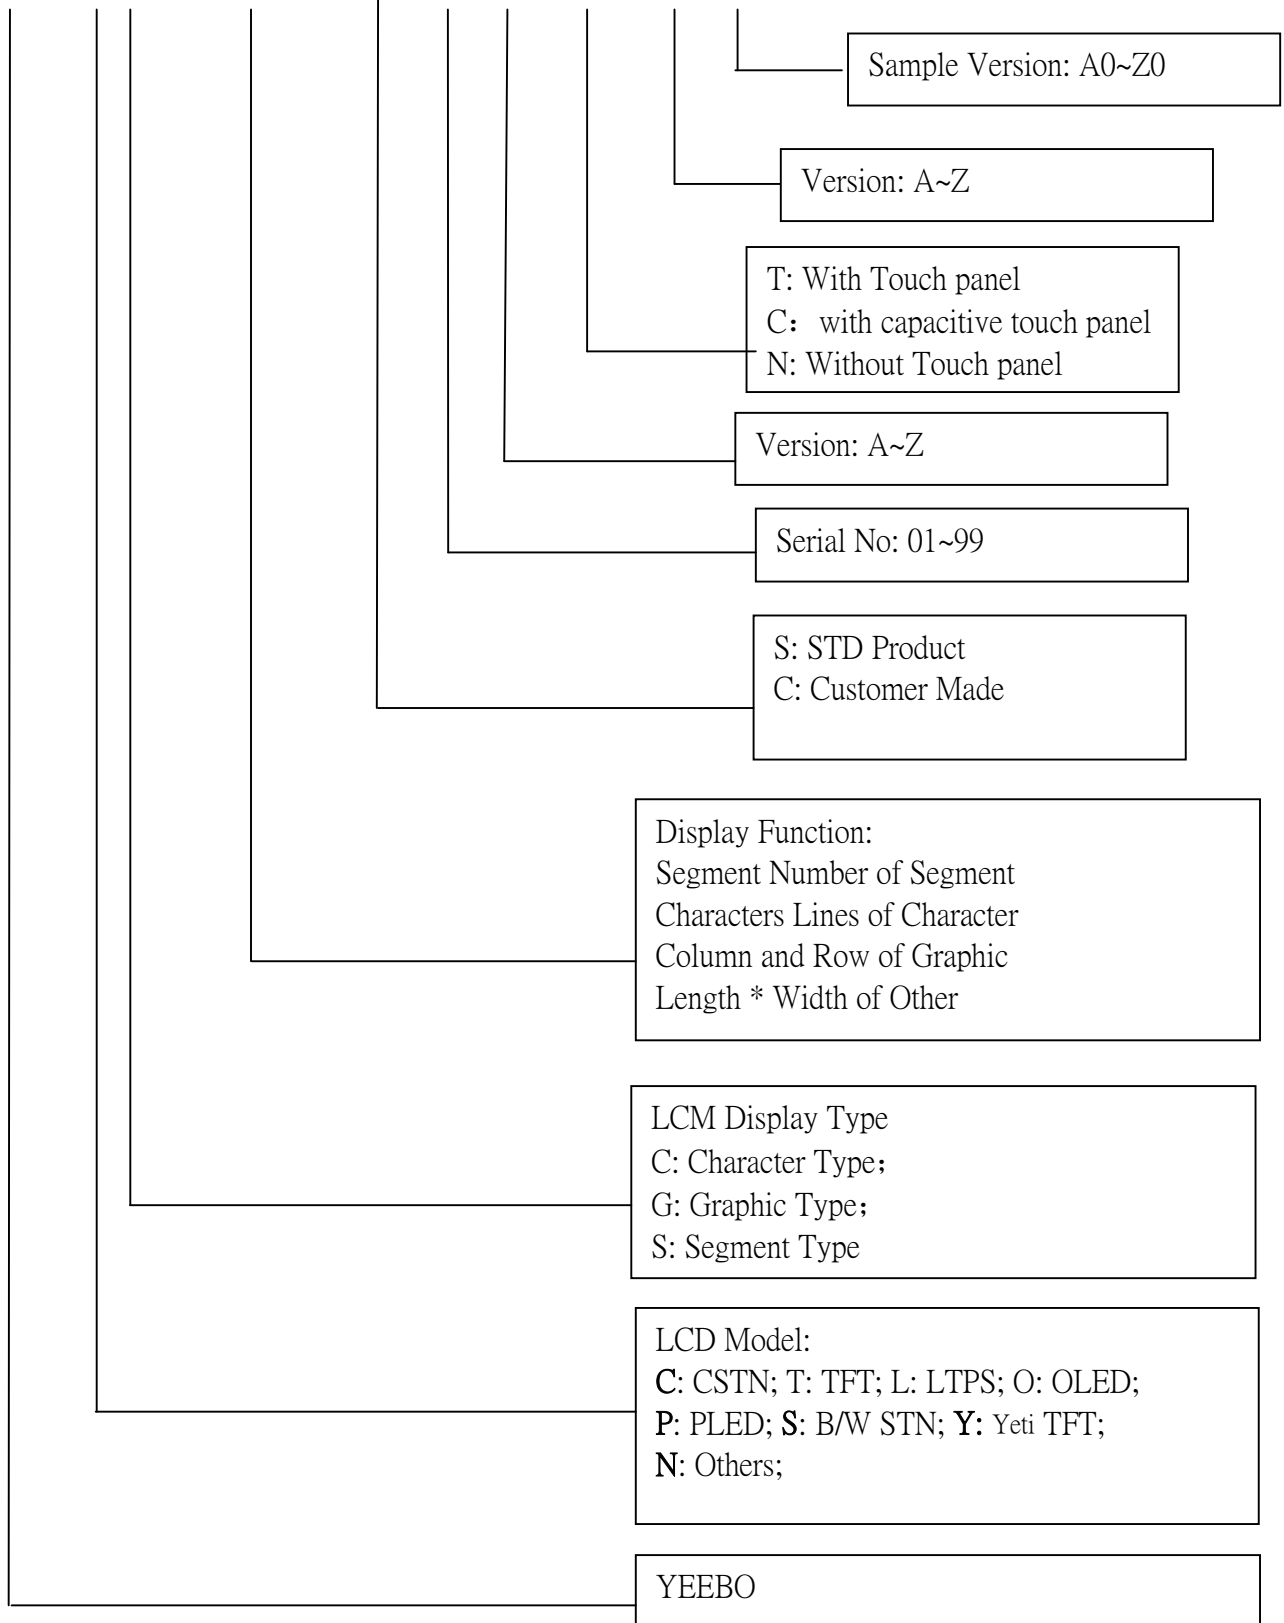 Sample Version: A0~Z0
Version: A~Z
T: With Touch panel
C：with capacitive touch panel
N: Without Touch panel
Version: A~Z
Serial No: 01~99
S: STD Product
C: Customer Made
Display Function:
Segment Number of Segment
Characters Lines of Character
Column and Row of Graphic
Length * Width of Other
LCM Display Type
C: Character Type；
G: Graphic Type；
S: Segment Type
LCD Model:
C: CSTN; T: TFT; L: LTPS; O: OLED;
P: PLED; S: B/W STN; Y: Yeti TFT;
N: Others;
YEEBO